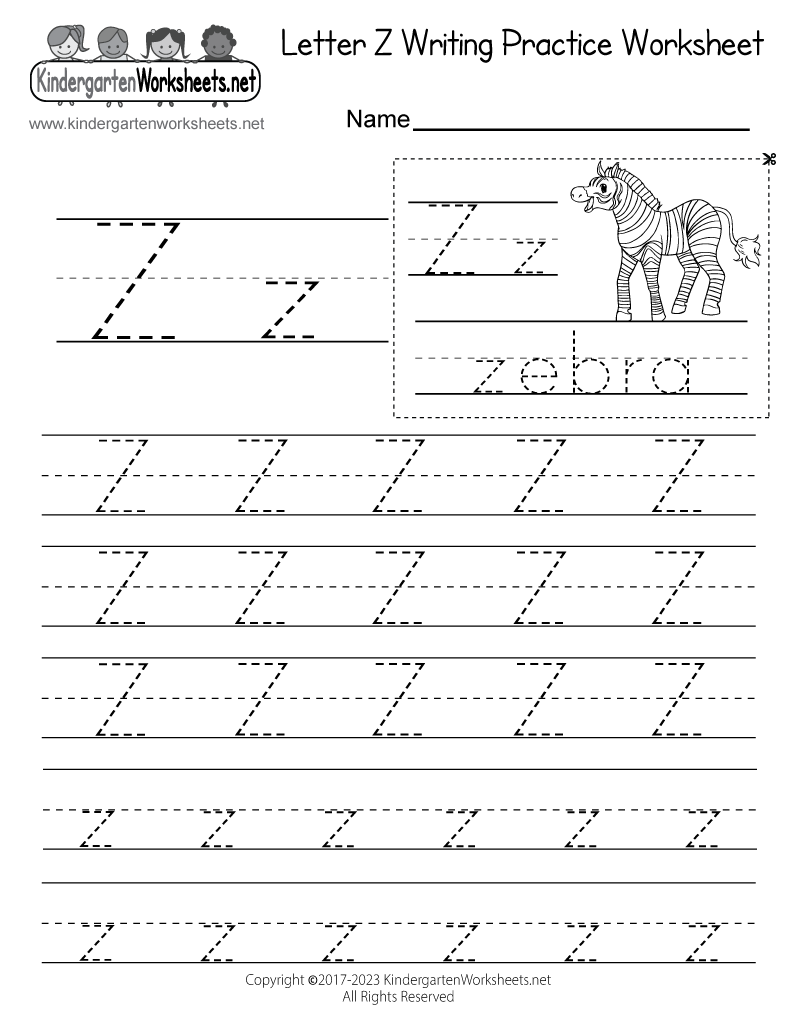 KindergartenWorksheets.net
www.kindergartenworksheets.net
Letter Z Writing Practice Worksheet
Name
Z z
Z z
zebra
Z Z Z Z Z
Z Z Z Z Z
Z Z Z Z Z
z z z z z z
z z z z z z
Copyright ©2017-2023 KindergartenWorksheets.net
All Rights Reserved